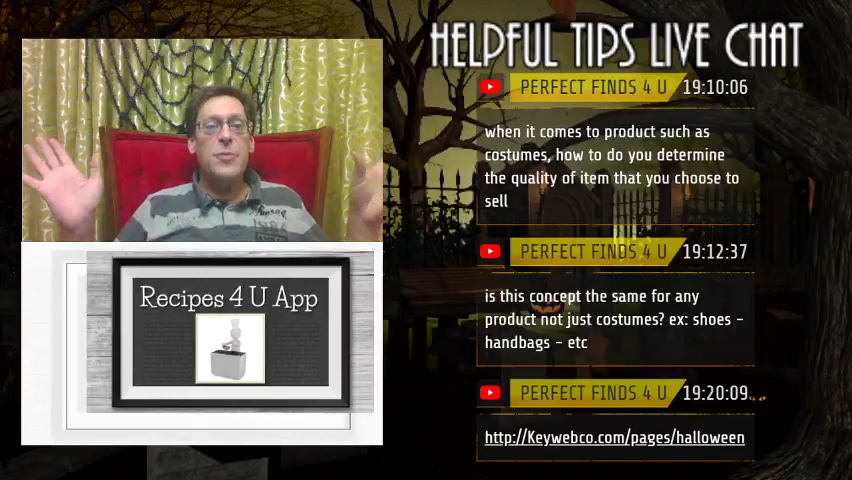 HELPFUL TIPS LIVE CHAT
PERFECT FINDS 4 U 19:10:06
when it comes to product such as
costumes, how to do you determine
the quality of item that you choose to
sell
PERFECT FINDS 4 U 19:12:37
is this concept the same for any
product not just costumes? ex: shoes -
handbags - etc
PERFECT FINDS 4 U 19:20:09
http://Keywebco.com/pages/halloween
Recipes 4 U App